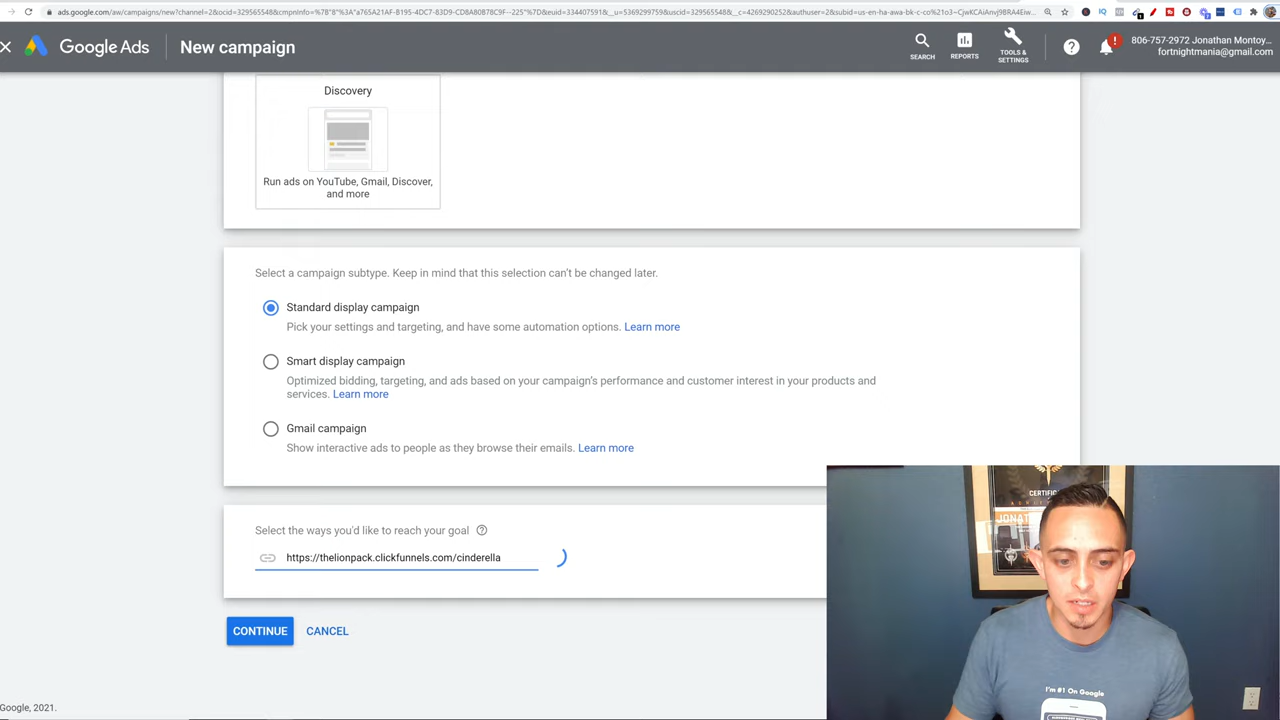 Google Ads
New campaign
SEARCH
REPORTS
TOOLS &
SETTINGS
806-757-2972 Jonathan Montoy...
fortnightmania@gmail.com
Discovery
Run ads on YouTube, Gmail, Discover,
and more
Select a campaign subtype. Keep in mind that this selection can't be changed later.
Standard display campaign
Pick your settings and targeting, and have some automation options. Learn more
Smart display campaign
Optimized bidding, targeting, and ads based on your campaign's performance and customer interest in your products and
services. Learn more
Gmail campaign
Show interactive ads to people as they browse their emails. Learn more
Select the ways you'd like to reach your goal
https://thelionpack.clickfunnels.com/cinderella
CONTINUE
CANCEL
Google, 2021.
I'm #1 On Google